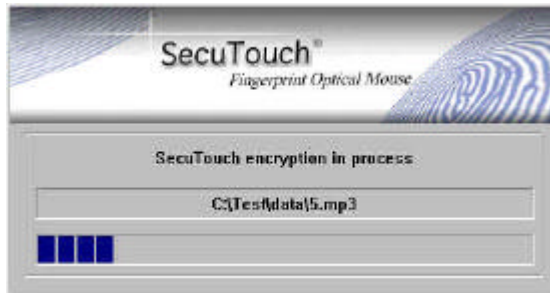 SecuTouch®
Fingerprint Optical Mouse
SecuTouch encryption in process
C:\Test\data\5.mp3